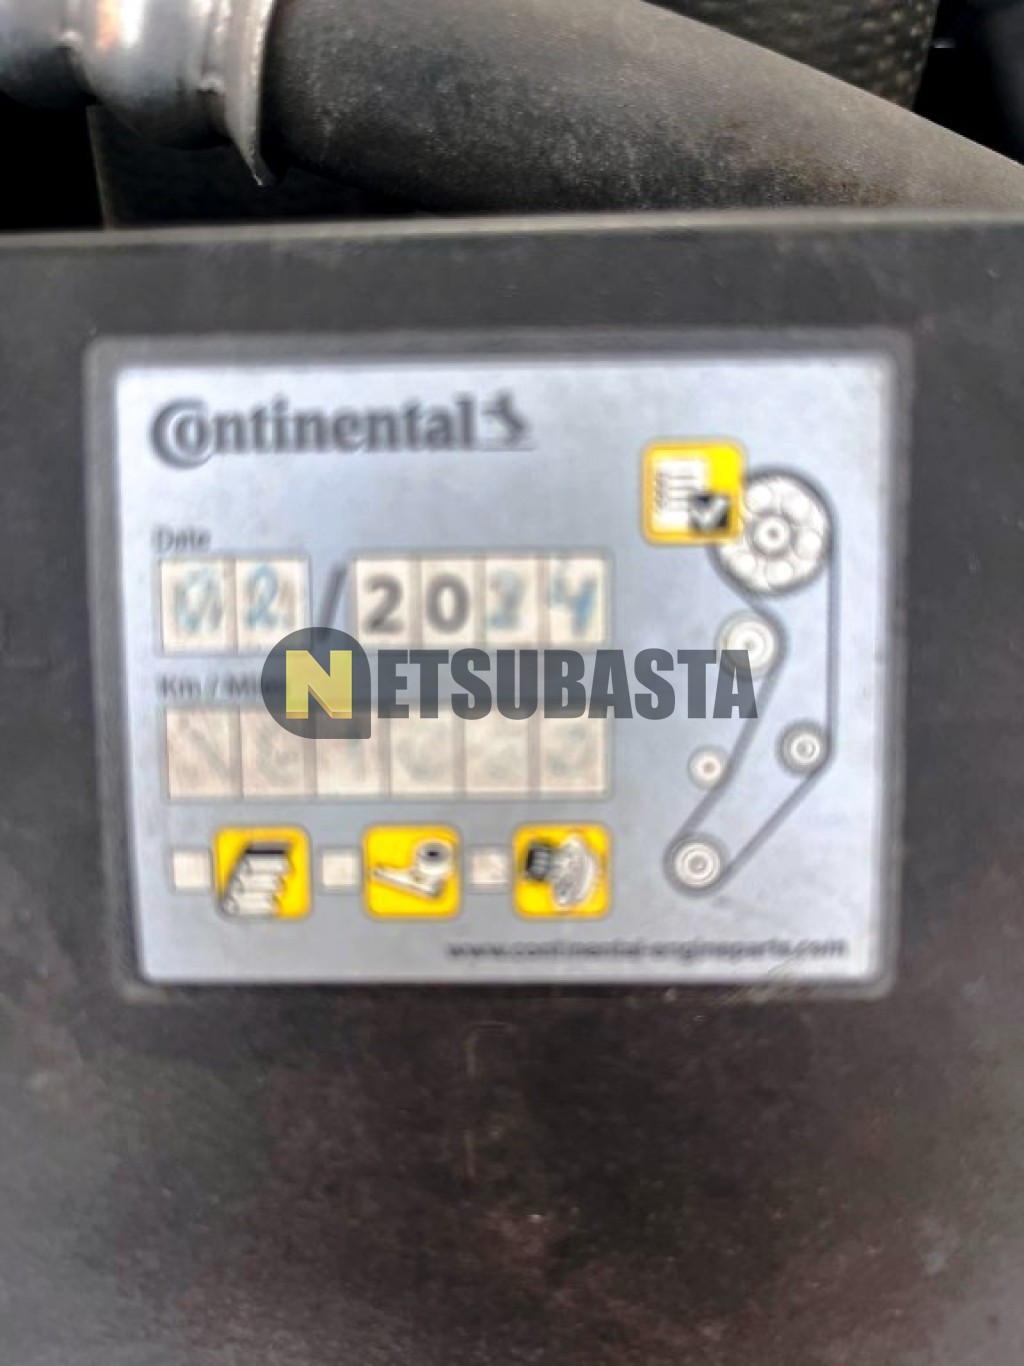 Continental
Date
02/2024
Km / Miles
NETSUBASTA
www.continental-engineparts.com